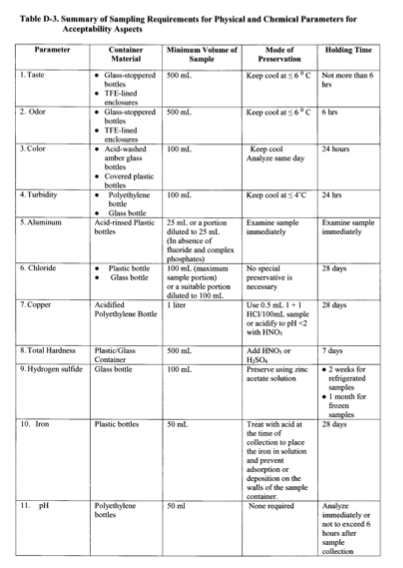 Table D-3. Summary of Sampling Requirements for Physical and Chemical Parameters for
Acceptability Aspects
Parameter
Container
Material
Minimum Volume of
Sample
Mode of
Preservation
Holding Time
1. Taste
• Glass-stoppered
bottles
• TFE-lined
enclosures
500 mL
Keep cool at ≤ 6 °C
Not more than 6
hrs
2. Odor
• Glass-stoppered
bottles
• TFE-lined
enclosures
500 mL
Keep cool at ≤ 6 °C
6 hrs
3. Color
• Acid-washed
amber glass
bottles
• Covered plastic
bottles
100 mL
Keep cool
Analyze same day
24 hours
4. Turbidity
• Polyethylene
bottle
• Glass bottle
100 mL
Keep cool at ≤ 4°C
24 hrs
5. Aluminum
Acid-rinsed Plastic
bottles
25 mL or a portion
diluted to 25 mL
(In absence of
fluoride and complex
phosphates)
Examine sample
immediately
Examine sample
immediately
6. Chloride
• Plastic bottle
• Glass bottle
100 mL (maximum
sample portion)
or a suitable portion
diluted to 100 mL
No special
preservative is
necessary
28 days
7. Copper
Acidified
Polyethylene Bottle
1 liter
Use 0.5 mL 1 + 1
HCl/100mL sample
or acidify to pH <2
with HNO₃
28 days
8. Total Hardness
Plastic/Glass
Container
500 mL
Add HNO₃ or
H₂SO₄
7 days
9. Hydrogen sulfide
Glass bottle
100 mL
Preserve using zinc
acetate solution
• 2 weeks for
refrigerated
samples
• 1 month for
frozen
samples
10. Iron
Plastic bottles
50 mL
Treat with acid at
the time of
collection to place
the iron in solution
and prevent
adsorption or
deposition on the
walls of the sample
container.
28 days
11. pH
Polyethylene
bottles
50 ml
None required
Analyze
immediately or
not to exceed 6
hours after
sample
collection